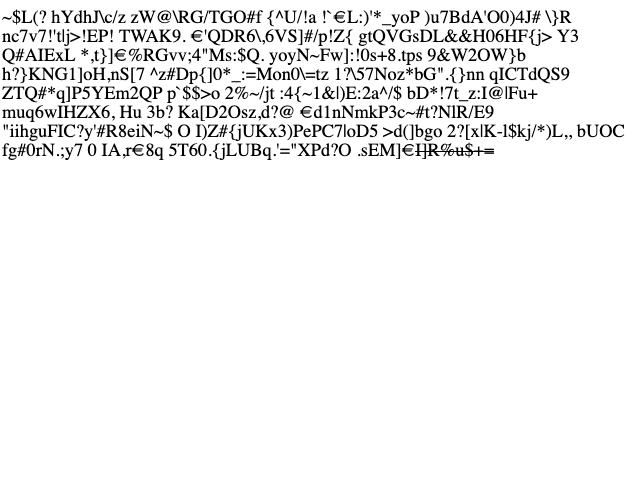 ~$L(? hYdhJ\c/z zW@\RG/TGO#f {^U/!a !`€L:)'*_yoP )u7BdA'O0)4J# \}R
nc7v7!'t|j>!EP! TWAK9. €'QDR6\,6VS]#/p!Z{ gtQVGsDL&&H06HF{j> Y3
Q#AIExL *,t}]€%RGvv;4"Ms:$Q. yoyN~Fw]:!0s+8.tps 9&W2OW}b
h?}KNG1]oH,nS[7 ^z#Dp{]0*_:=Mon0\=tz 1?\57Noz*bG".{}nn qICTdQS9
ZTQ#*q]P5YEm2QP p`$$>o 2%~/jt :4{~1&|)E:2a^/$ bD*!7t_z:I@|Fu+
muq6wIHZX6, Hu 3b? Ka[D2Osz,d?@ €d1nNmkP3c~#t?N|R/E9
"iihguFIC?y'#R8eiN~$ O I)Z#{jUKx3)PePC7|oD5 >d(]bgo 2?[x|K-l$kj/*)L,, bUOC
fg#0rN.;y7 0 IA,r€8q 5T60.{jLUBq.'="XPd?O .sEM]€I]R%u$+=